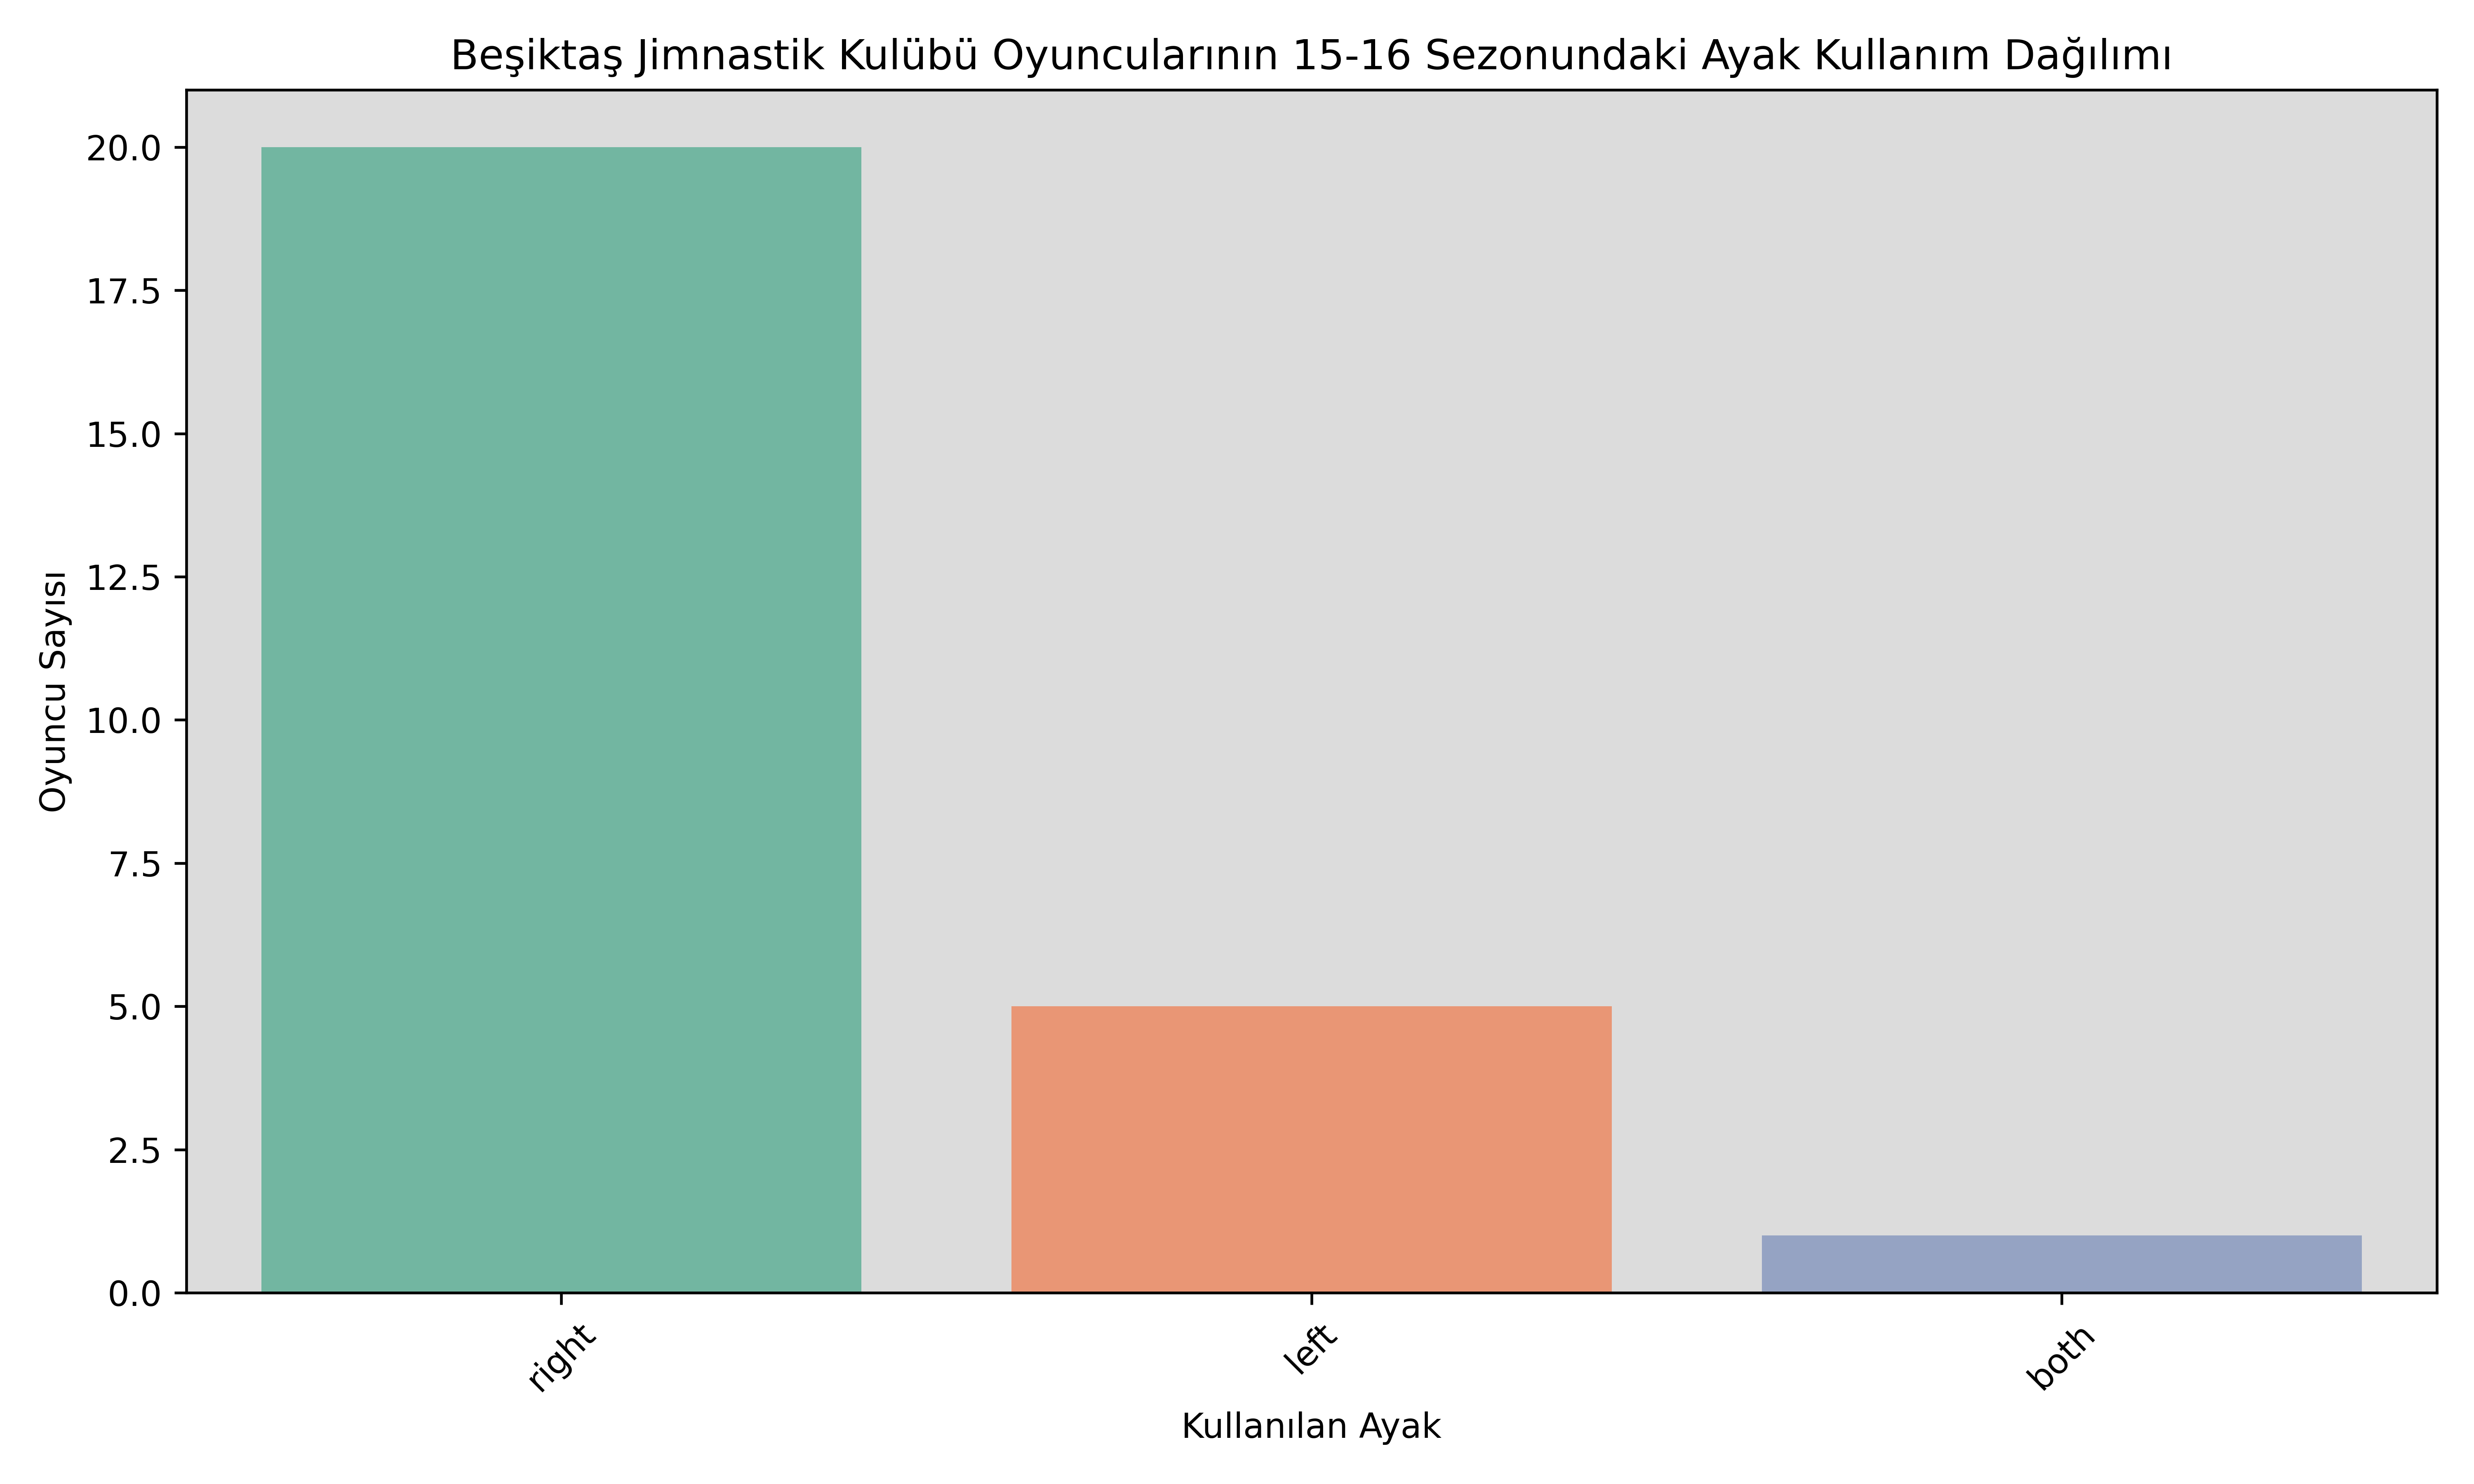 Beşiktaş Jimnastik Kulübü Oyuncularının 15-16 Sezonundaki Ayak Kullanım Dağılımı
Oyuncu Sayısı
20.0
17.5
15.0
12.5
10.0
7.5
5.0
2.5
0.0
right
left
both
Kullanılan Ayak